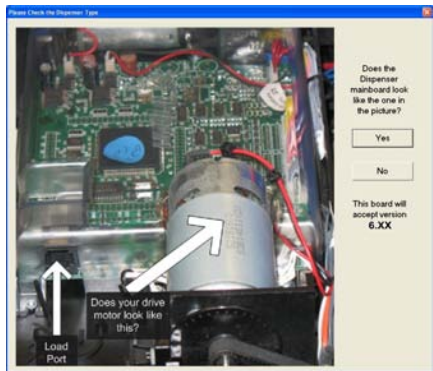 Please Check the Dispenser Type
Does the
Dispenser
mainboard look
like the one in
the picture?
Yes
No
This board will
accept version
6.XX
Does your drive
motor look like
this?
Load
Port